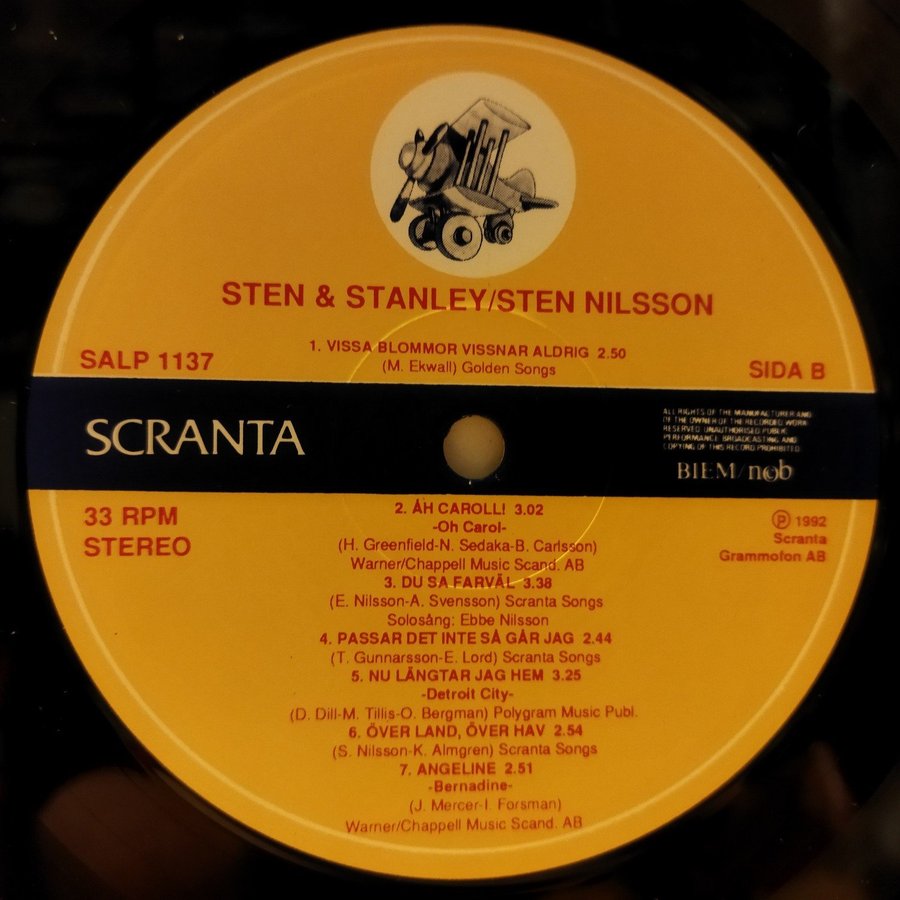 STEN & STANLEY/STEN NILSSON
1. VISSA BLOMMOR VISSNAR ALDRIG 2.50
(M. Ekwall) Golden Songs
SALP 1137
SIDA B
SCRANTA
ALL RIGHTS OF THE MANUFACTURER AND
OF THE OWNER OF THE RECORDED WORK
RESERVED UNAUTHORISED PUBLIC
PERFORMANCE BROADCASTING AND
COPYING OF THIS RECORD PROHIBITED
BIEM/n©b
33 RPM
STEREO
2. ÅH CAROLL! 3.02
-Oh Carol-
(H. Greenfield-N. Sedaka-B. Carlsson)
Warner/Chappell Music Scand. AB
3. DU SA FARVÄL 3.38
(E. Nilsson-A. Svensson) Scranta Songs
Solosång: Ebbe Nilsson
4. PASSAR DET INTE SÅ GÅR JAG 2.44
(T. Gunnarsson-E. Lord) Scranta Songs
5. NU LÄNGTAR JAG HEM 3.25
-Detroit City-
(D. Dill-M. Tillis-O. Bergman) Polygram Music Publ.
6. ÖVER LAND, ÖVER HAV 2.54
(S. Nilsson-K. Almgren) Scranta Songs
7. ANGELINE 2.51
-Bernadine-
(J. Mercer-I. Forsman)
Warner/Chappell Music Scand. AB
℗ 1992
Scranta
Grammofon AB